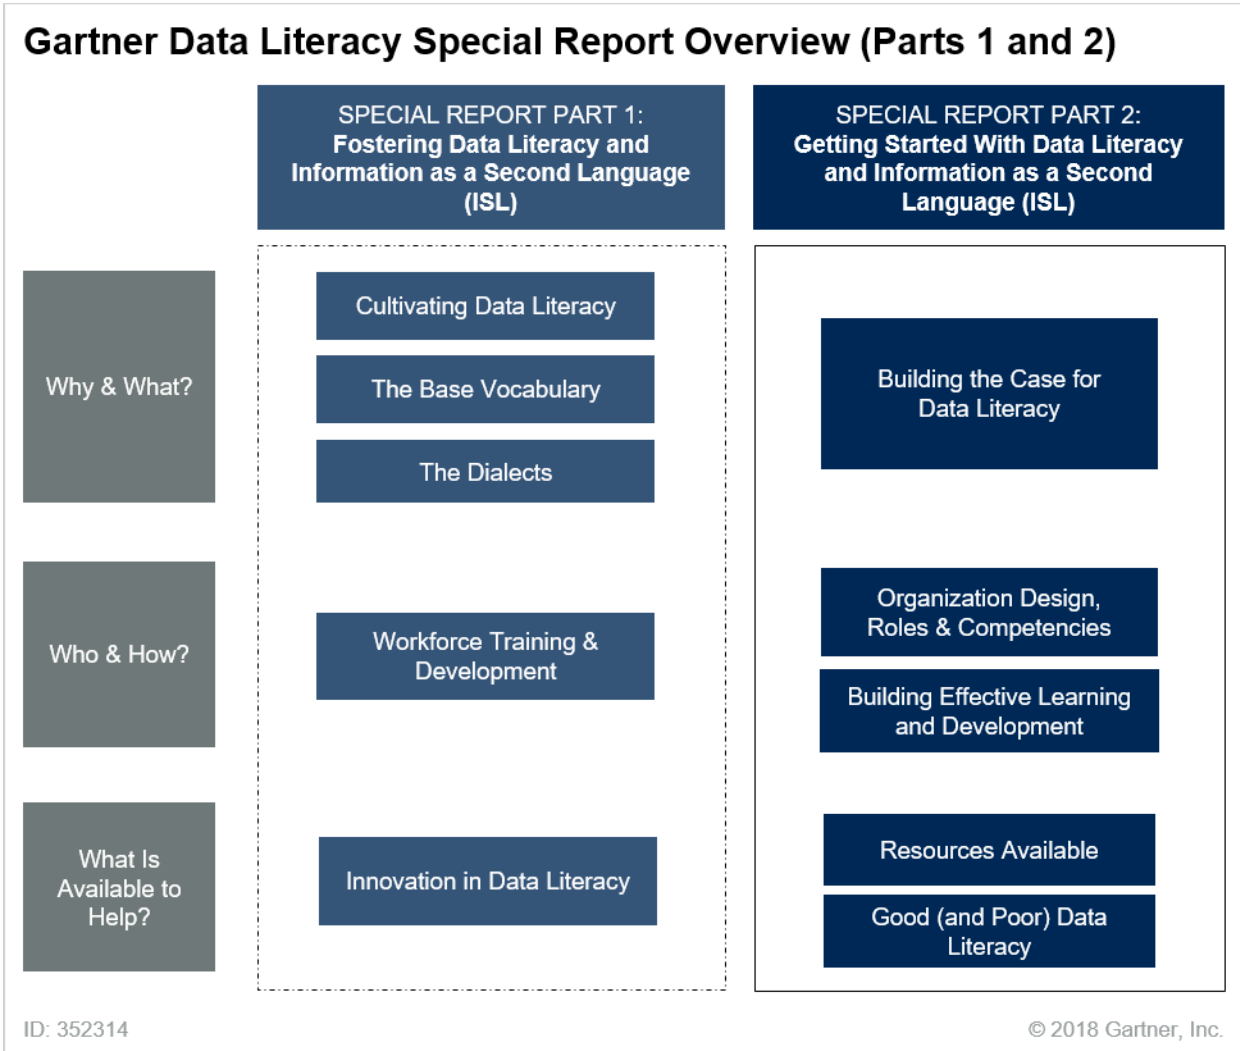 Gartner Data Literacy Special Report Overview (Parts 1 and 2)
SPECIAL REPORT PART 1:
Fostering Data Literacy and
Information as a Second Language
(ISL)
SPECIAL REPORT PART 2:
Getting Started With Data Literacy
and Information as a Second
Language (ISL)
Why & What?
Cultivating Data Literacy
The Base Vocabulary
The Dialects
Building the Case for
Data Literacy
Who & How?
Workforce Training &
Development
Organization Design,
Roles & Competencies
Building Effective Learning
and Development
What Is
Available to
Help?
Innovation in Data Literacy
Resources Available
Good (and Poor) Data
Literacy
ID: 352314
© 2018 Gartner, Inc.